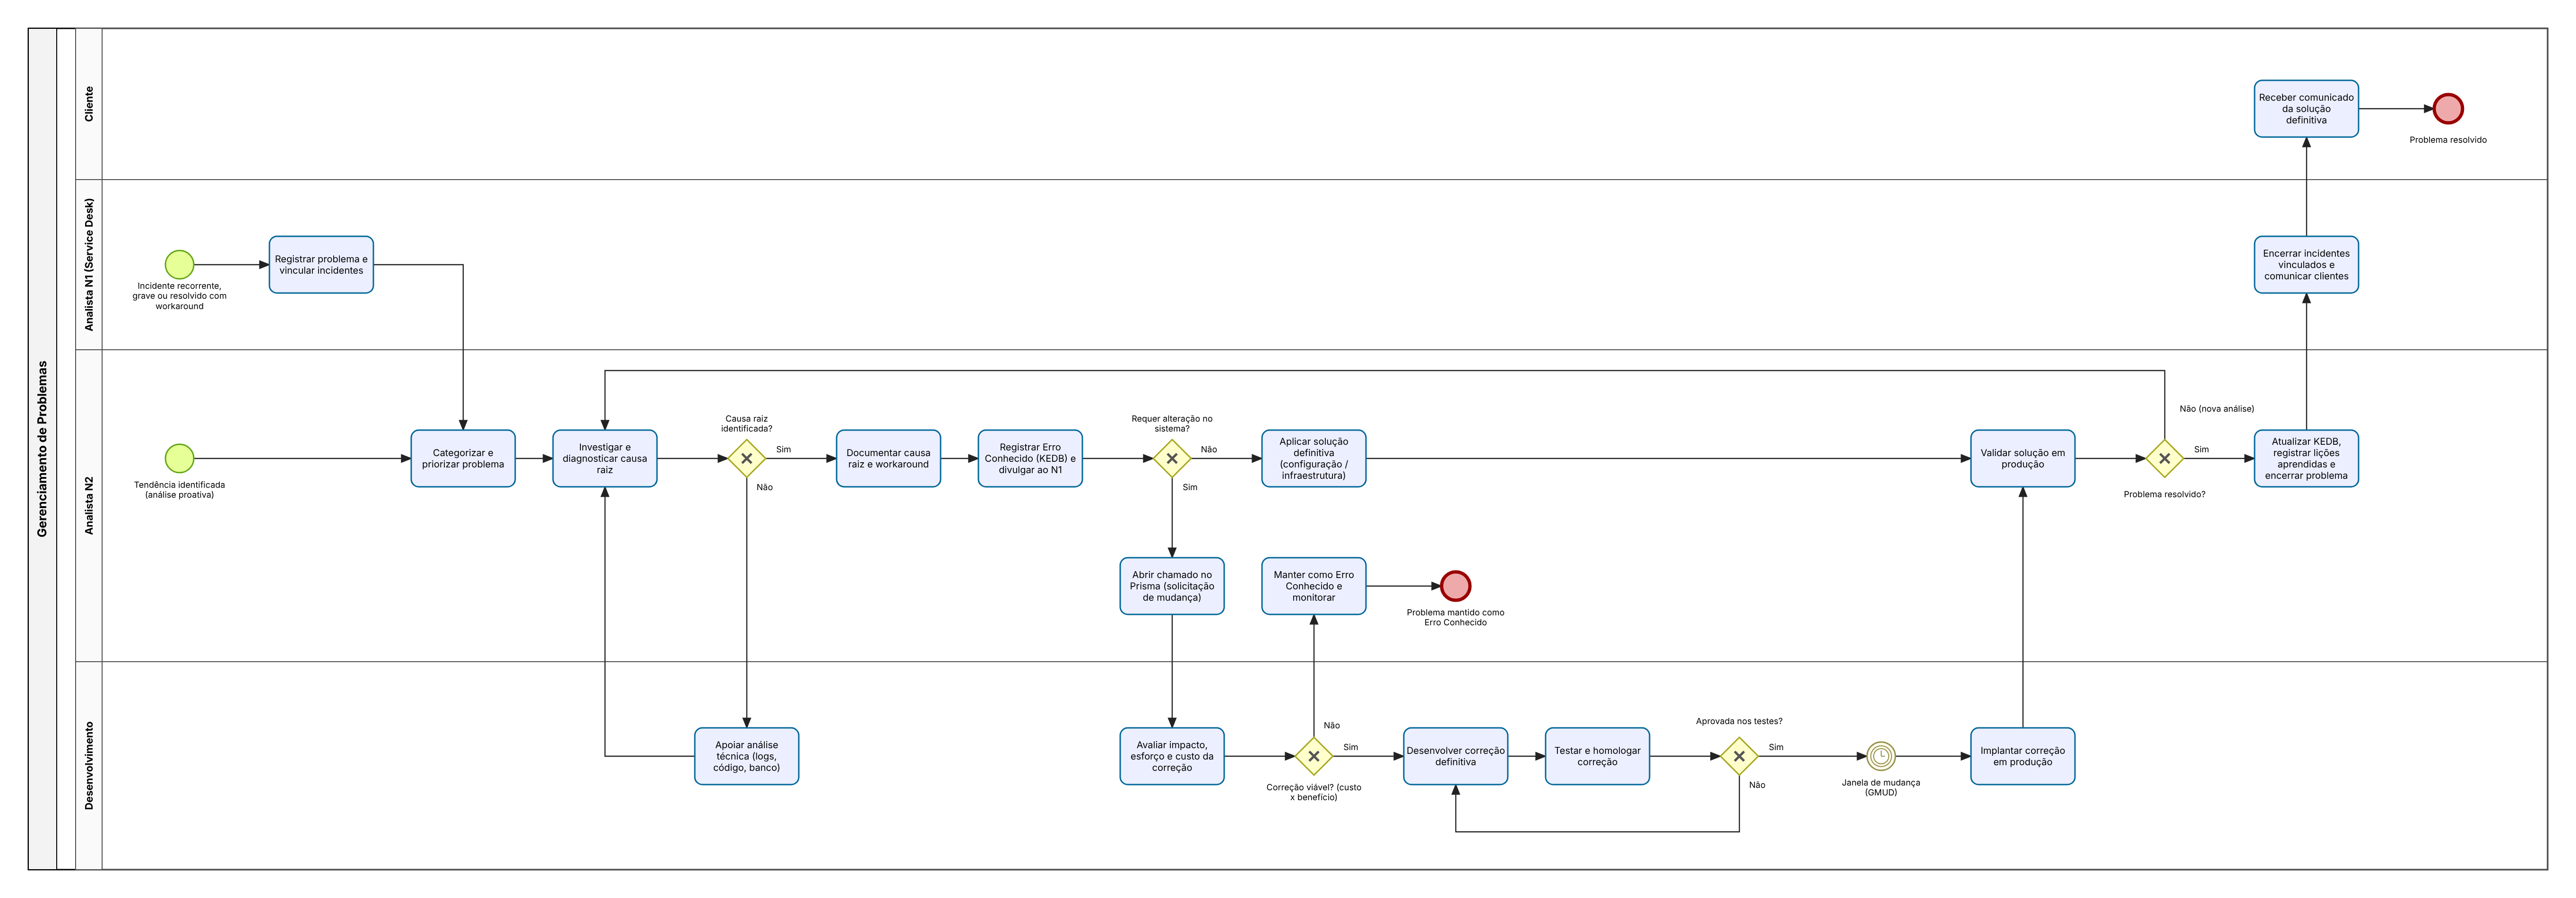 Gerenciamento de Problemas
Cliente
Receber comunicado
da solução
definitiva
Problema resolvido
Analista N1 (Service Desk)
Incidente recorrente,
grave ou resolvido com
workaround
Registrar problema e
vincular incidentes
Encerrar incidentes
vinculados e
comunicar clientes
Analista N2
Tendência identificada
(análise proativa)
Categorizar e
priorizar problema
Investigar e
diagnosticar causa
raiz
Causa raiz
identificada?
Sim
Não
Documentar causa
raiz e workaround
Registrar Erro
Conhecido (KEDB) e
divulgar ao N1
Requer alteração no
sistema?
Não
Sim
Aplicar solução
definitiva
(configuração /
infraestrutura)
Validar solução em
produção
Problema resolvido?
Não (nova análise)
Sim
Atualizar KEDB,
registrar lições
aprendidas e
encerrar problema
Abrir chamado no
Prisma (solicitação
de mudança)
Manter como Erro
Conhecido e
monitorar
Problema mantido como
Erro Conhecido
Desenvolvimento
Apoiar análise
técnica (logs,
código, banco)
Avaliar impacto,
esforço e custo da
correção
Correção viável? (custo
x benefício)
Não
Sim
Desenvolver correção
definitiva
Testar e homologar
correção
Aprovada nos testes?
Sim
Não
Janela de mudança
(GMUD)
Implantar correção
em produção